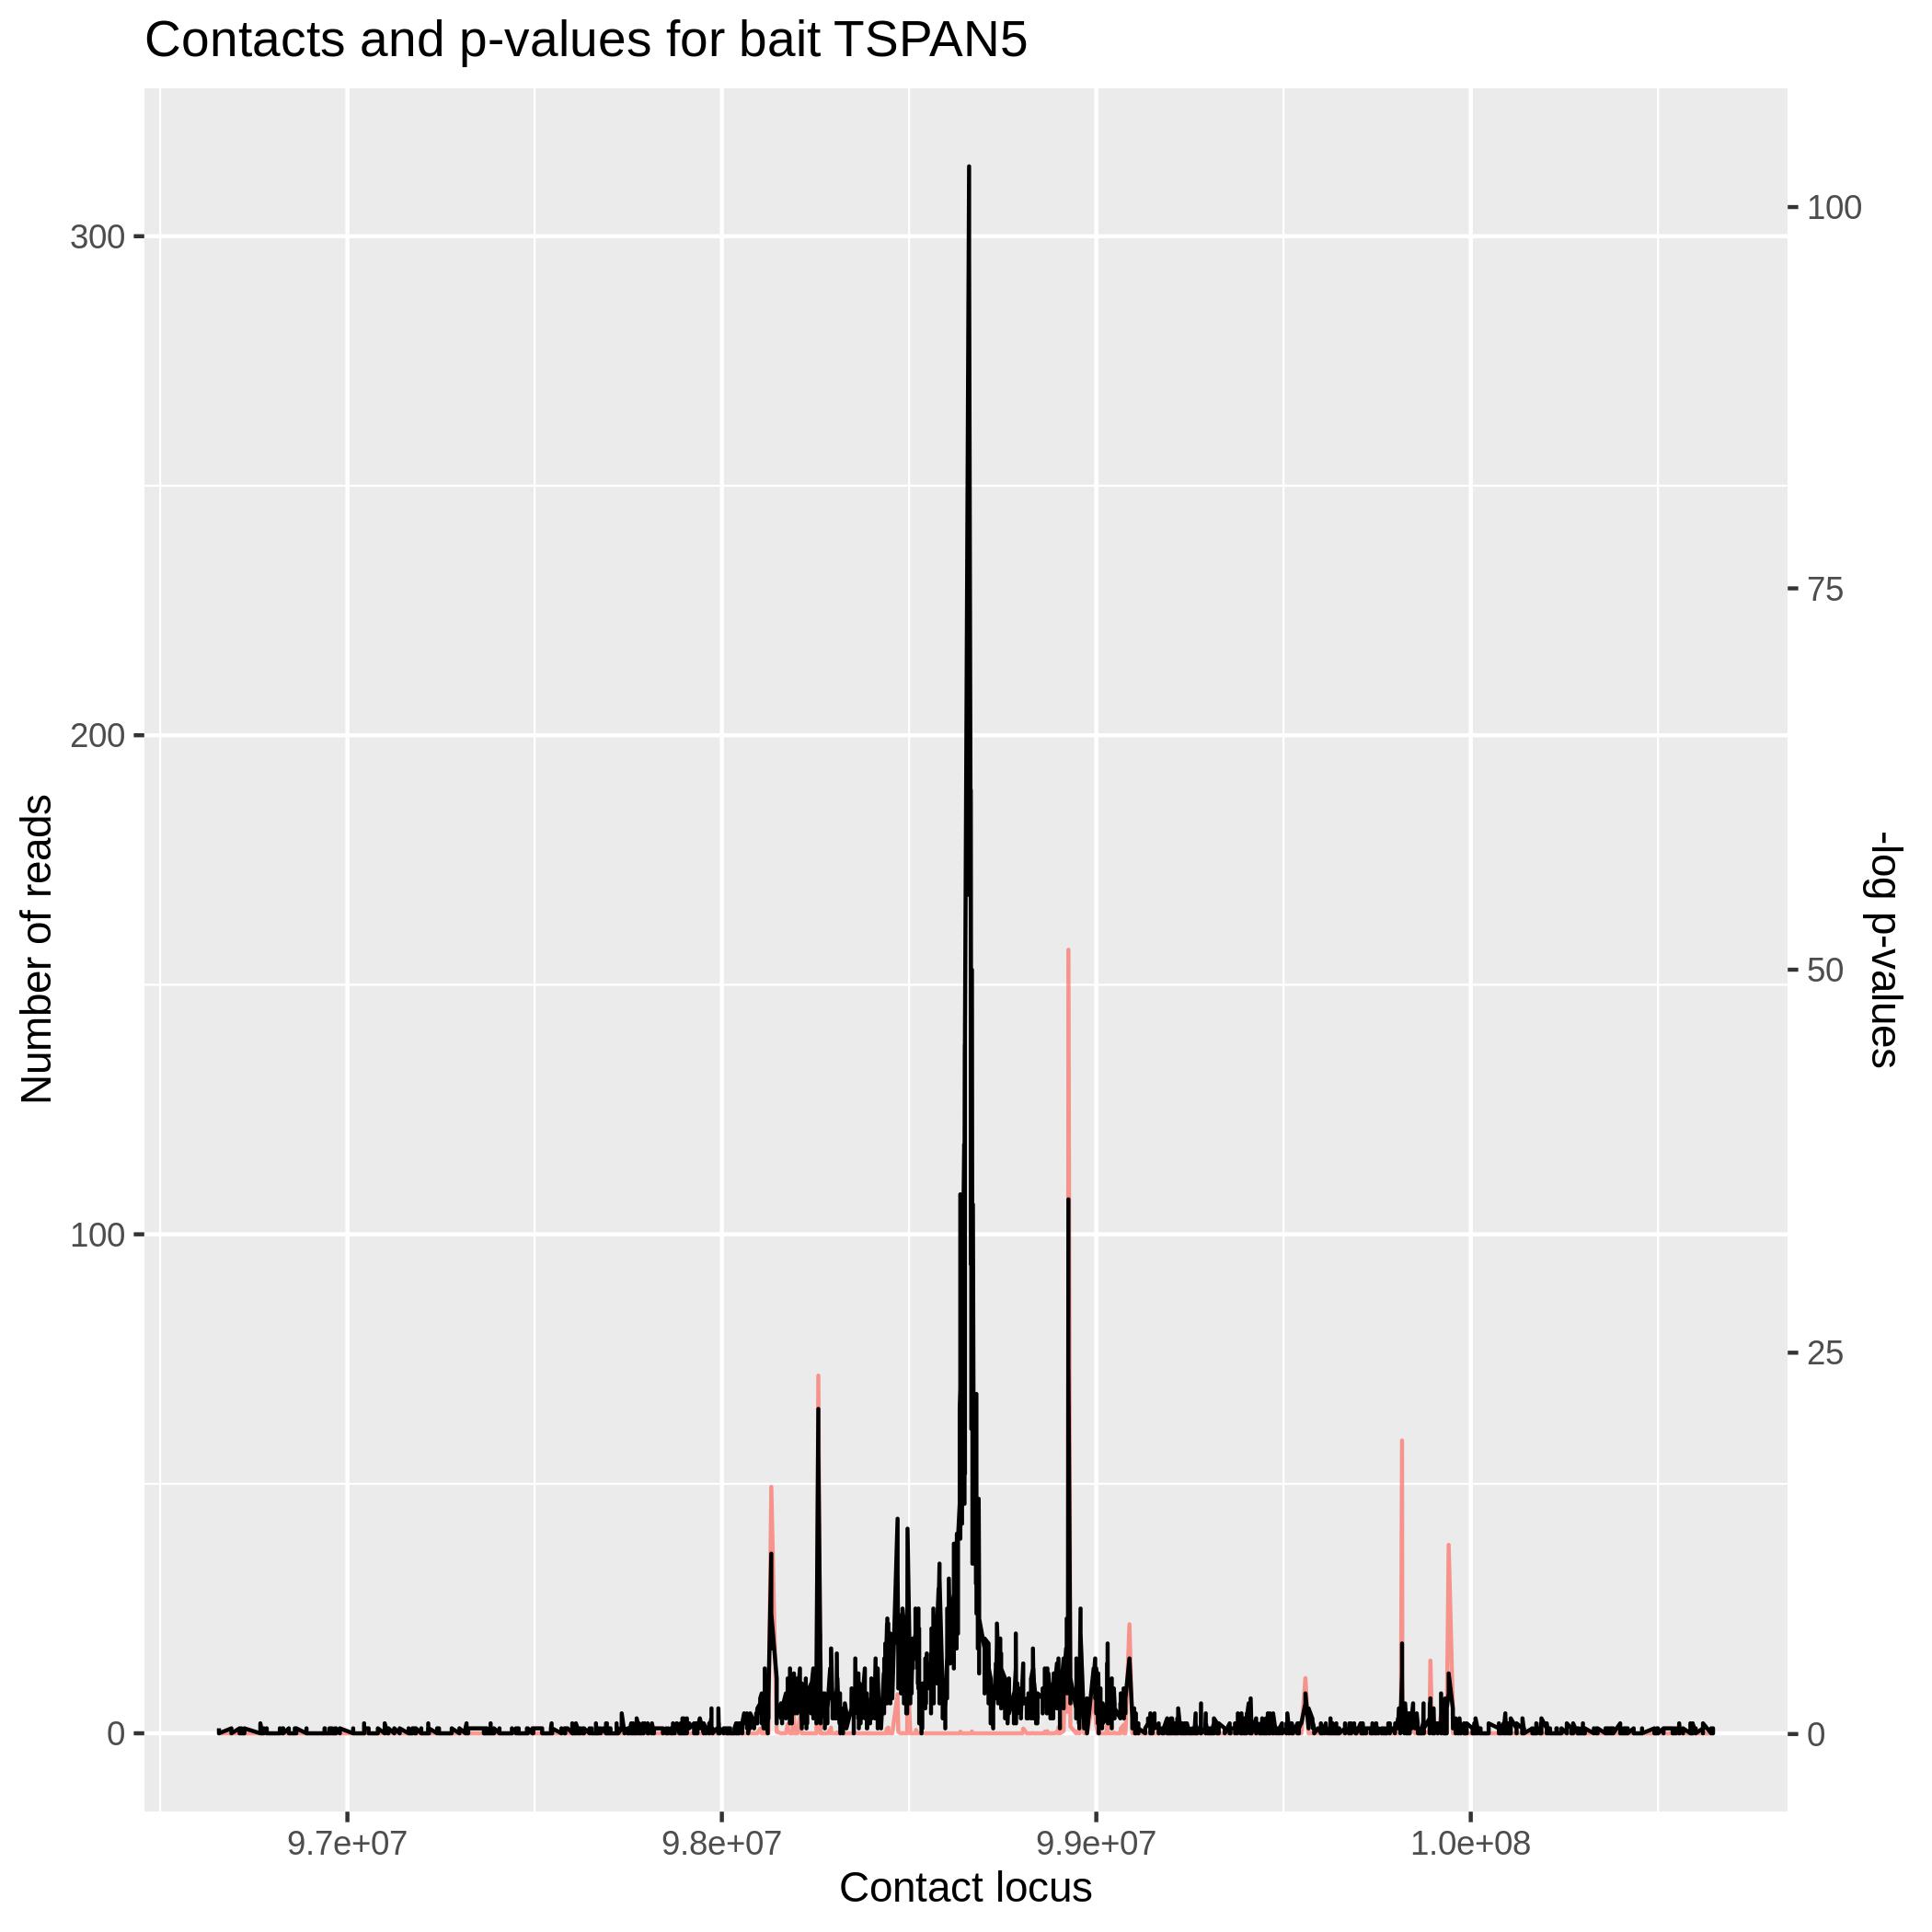 Contacts and p-values for bait TSPAN5
300
200
100
0
Number of reads
100
75
50
25
0
-log p-values
9.7e+07 9.8e+07 9.9e+07 1.0e+08
Contact locus